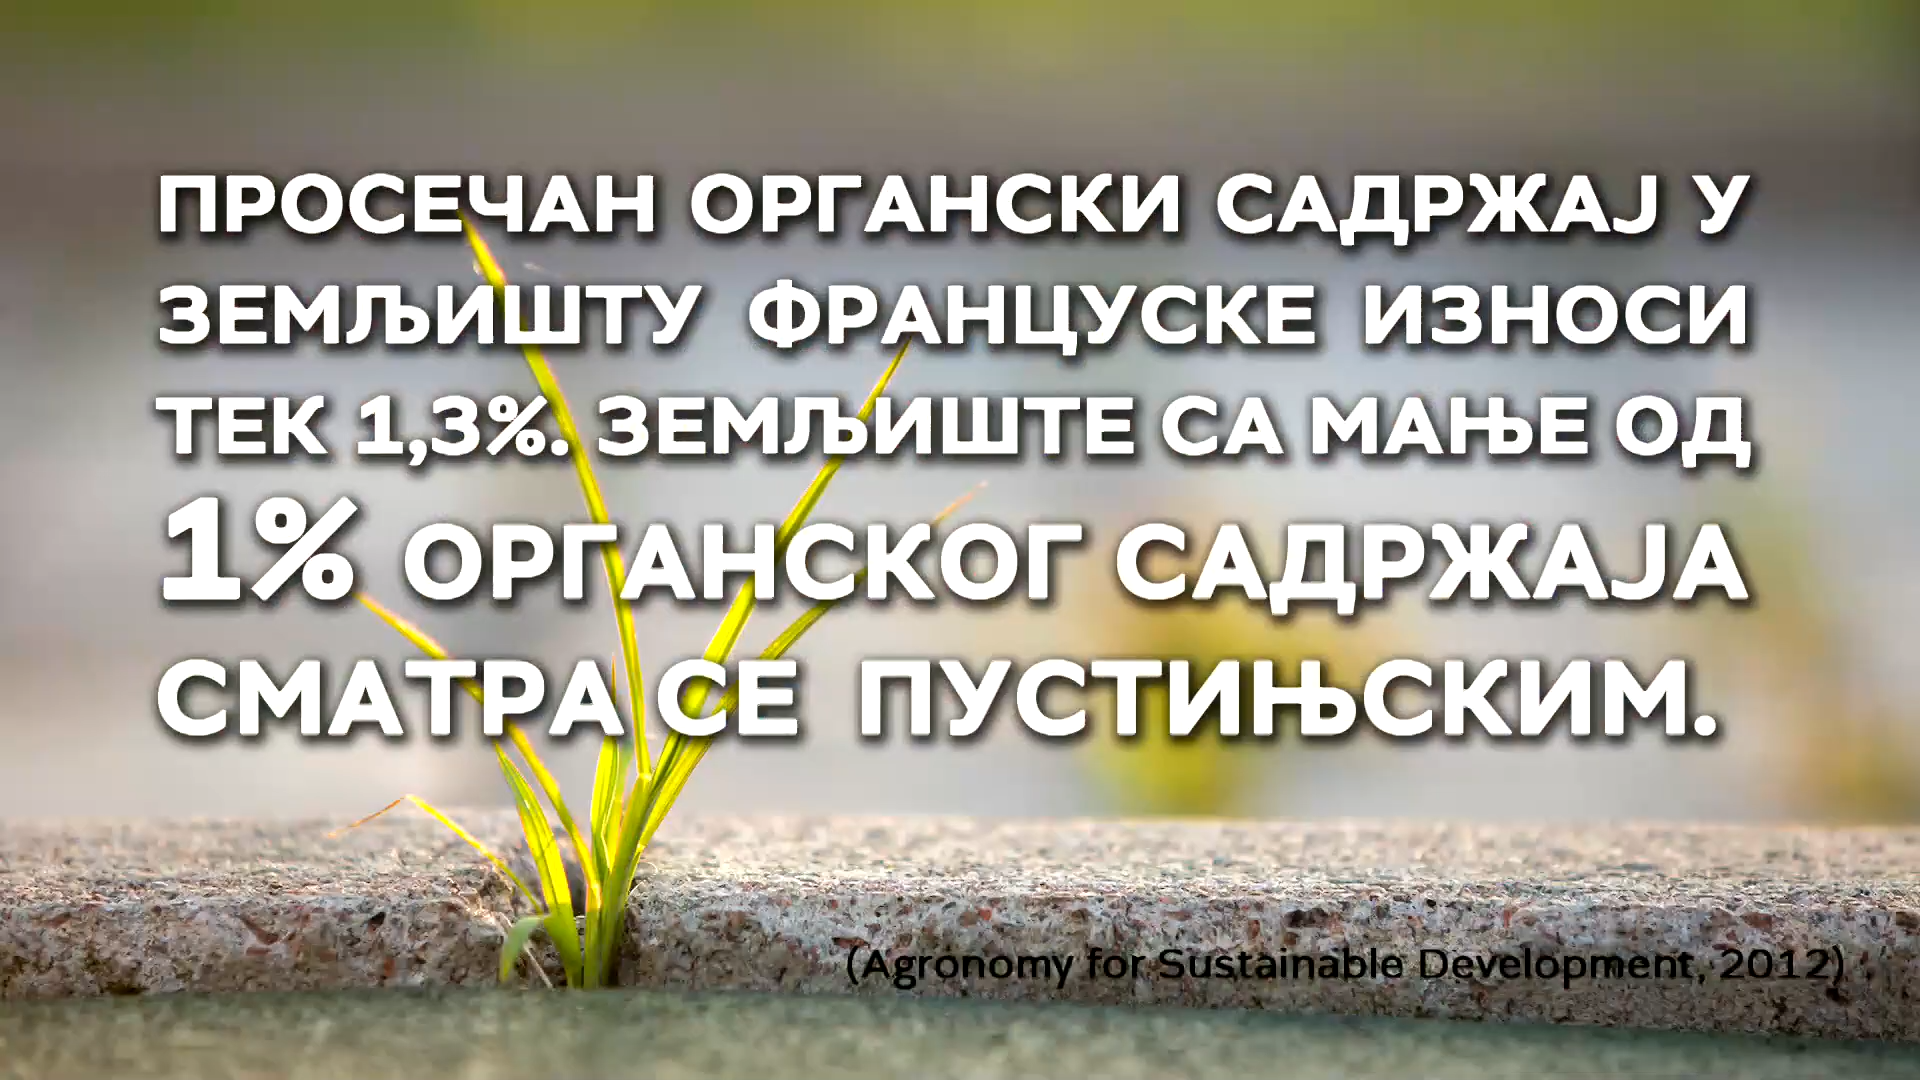 ПРОСЕЧАН ОРГАНСКИ САДРЖАЈ У
ЗЕМЉИШТУ ФРАНЦУСКЕ ИЗНОСИ
ТЕК 1,3%. ЗЕМЉИШТЕ СА МАЊЕ ОД
1% ОРГАНСКОГ САДРЖАЈА
СМАТРА СЕ ПУСТИЊСКИМ.
(Agronomy for Sustainable Development, 2012)